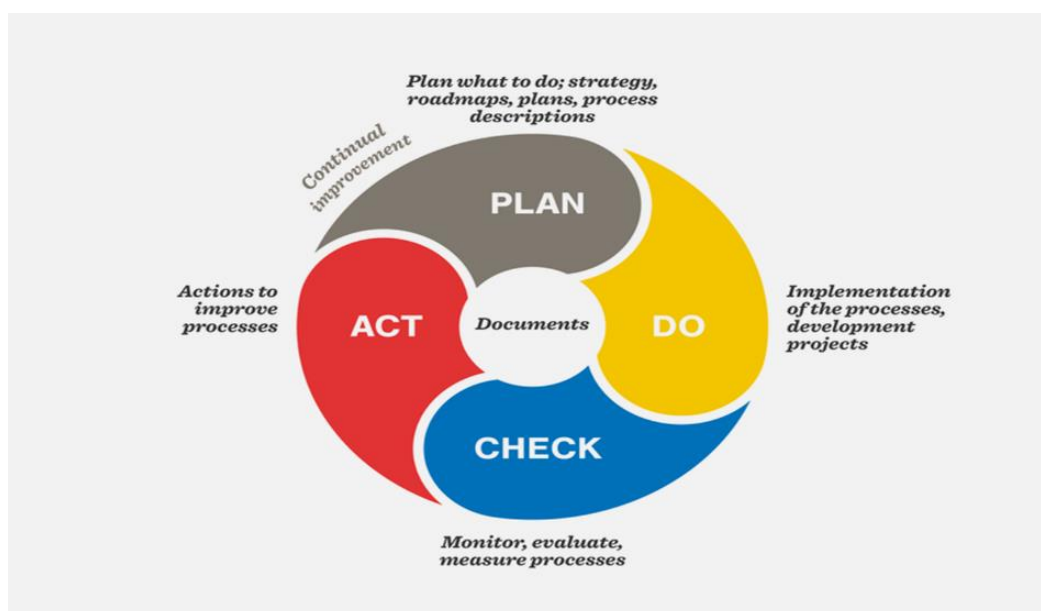 Plan what to do; strategy,
roadmaps, plans, process
descriptions
Continual
improvement
PLAN
Actions to
improve
processes
ACT
Documents
DO
Implementation
of the processes,
development
projects
CHECK
Monitor, evaluate,
measure processes